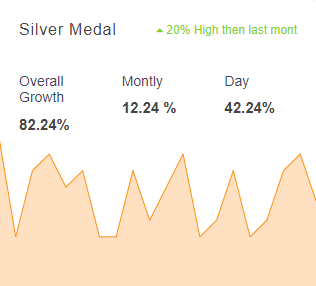 Silver Medal
20% High then last mont
Overall
Growth
82.24%
Montly
12.24 %
Day
42.24%